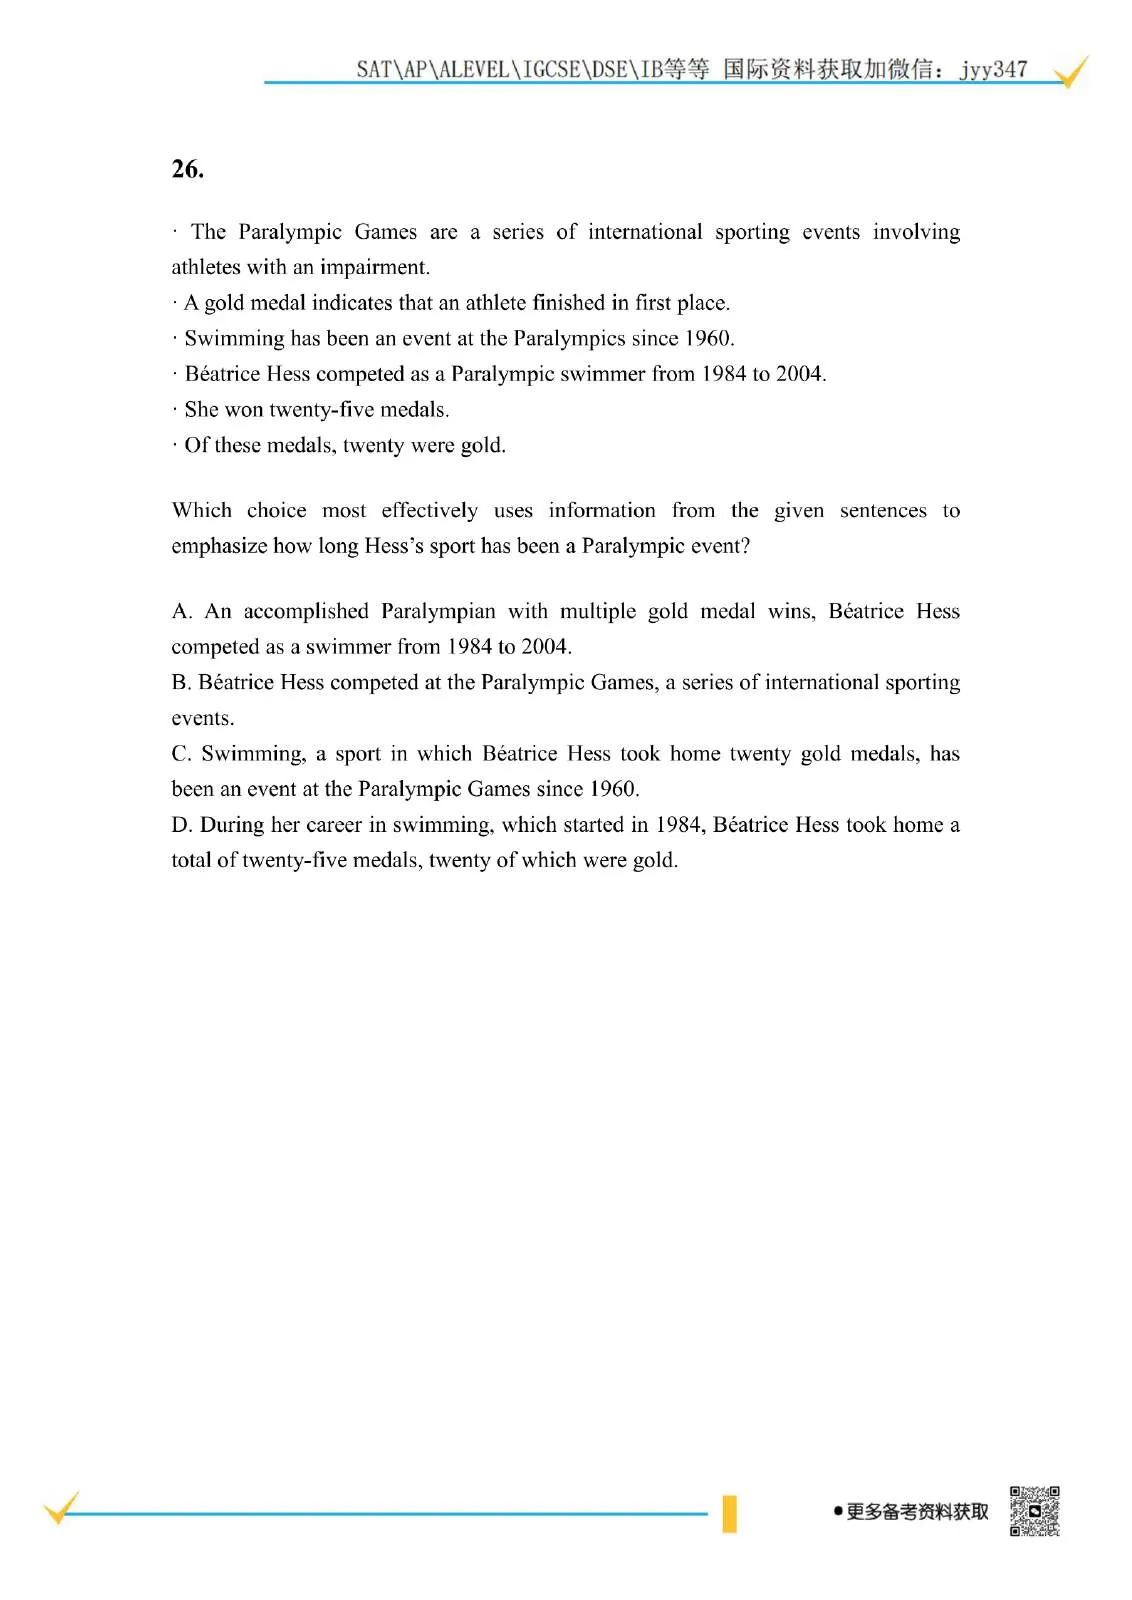 SAT\AP\ALEVEL\IGCSE\DSE\IB等等 国际资料获取加微信：jyy347
26.
· The Paralympic Games are a series of international sporting events involving
athletes with an impairment.
· A gold medal indicates that an athlete finished in first place.
· Swimming has been an event at the Paralympics since 1960.
· Béatrice Hess competed as a Paralympic swimmer from 1984 to 2004.
· She won twenty-five medals.
· Of these medals, twenty were gold.
Which choice most effectively uses information from the given sentences to
emphasize how long Hess’s sport has been a Paralympic event?
A. An accomplished Paralympian with multiple gold medal wins, Béatrice Hess
competed as a swimmer from 1984 to 2004.
B. Béatrice Hess competed at the Paralympic Games, a series of international sporting
events.
C. Swimming, a sport in which Béatrice Hess took home twenty gold medals, has
been an event at the Paralympic Games since 1960.
D. During her career in swimming, which started in 1984, Béatrice Hess took home a
total of twenty-five medals, twenty of which were gold.
•更多备考资料获取